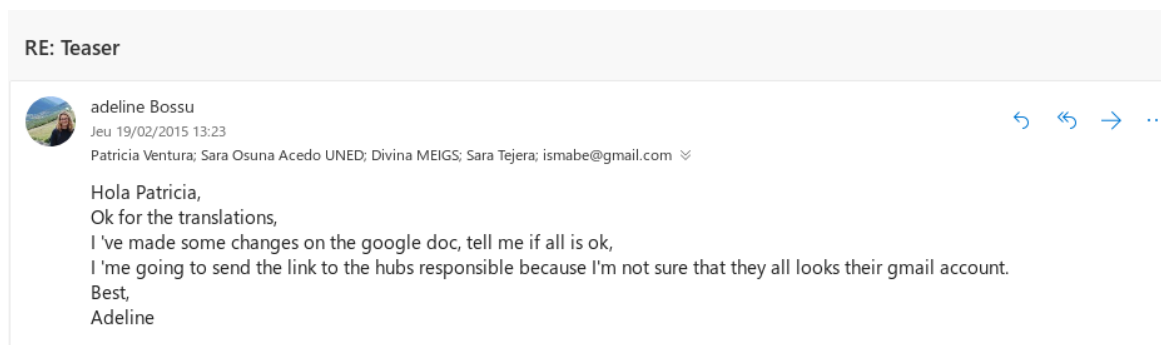 RE: Teaser
adeline Bossu
Jeu 19/02/2015 13:23
Patricia Ventura; Sara Osuna Acedo UNED; Divina MEIGS; Sara Tejera; ismabe@gmail.com
Hola Patricia,
Ok for the translations,
I 've made some changes on the google doc, tell me if all is ok,
I 'me going to send the link to the hubs responsible because I'm not sure that they all looks their gmail account.
Best,
Adeline